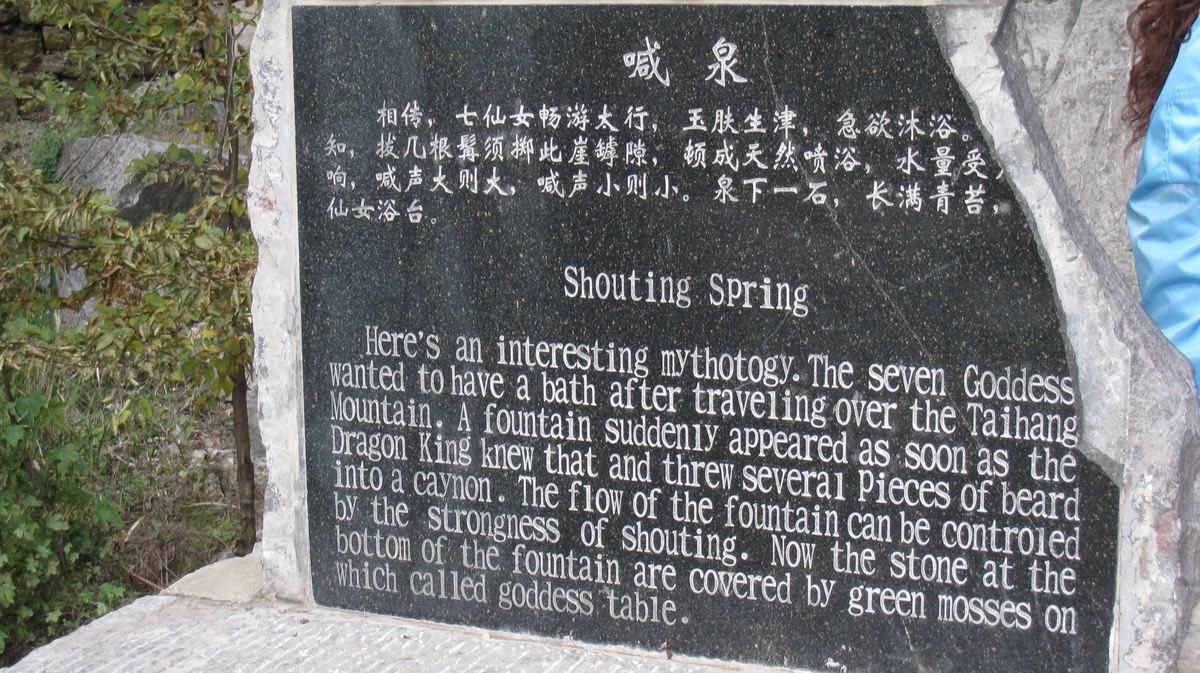 喊泉
相传，七仙女畅游太行，玉肤生津，急欲沐浴。
知，拔几根髯须掷此崖罅隙，顿成天然喷浴，水量受
响，喊声大则大，喊声小则小。泉下一石，长满青苔，
仙女浴台。
Shouting Spring
Here's an interesting mythotogy. The seven Goddess
wanted to have a bath after traveling over the Taihang
Mountain. A fountain suddenly appeared as soon as the
Dragon King knew that and threw several Pieces of beard
into a caynon. The flow of the fountain can be controled
by the strongness of shouting. Now the stone at the
bottom of the fountain are covered by green mosses on
which called goddess table.